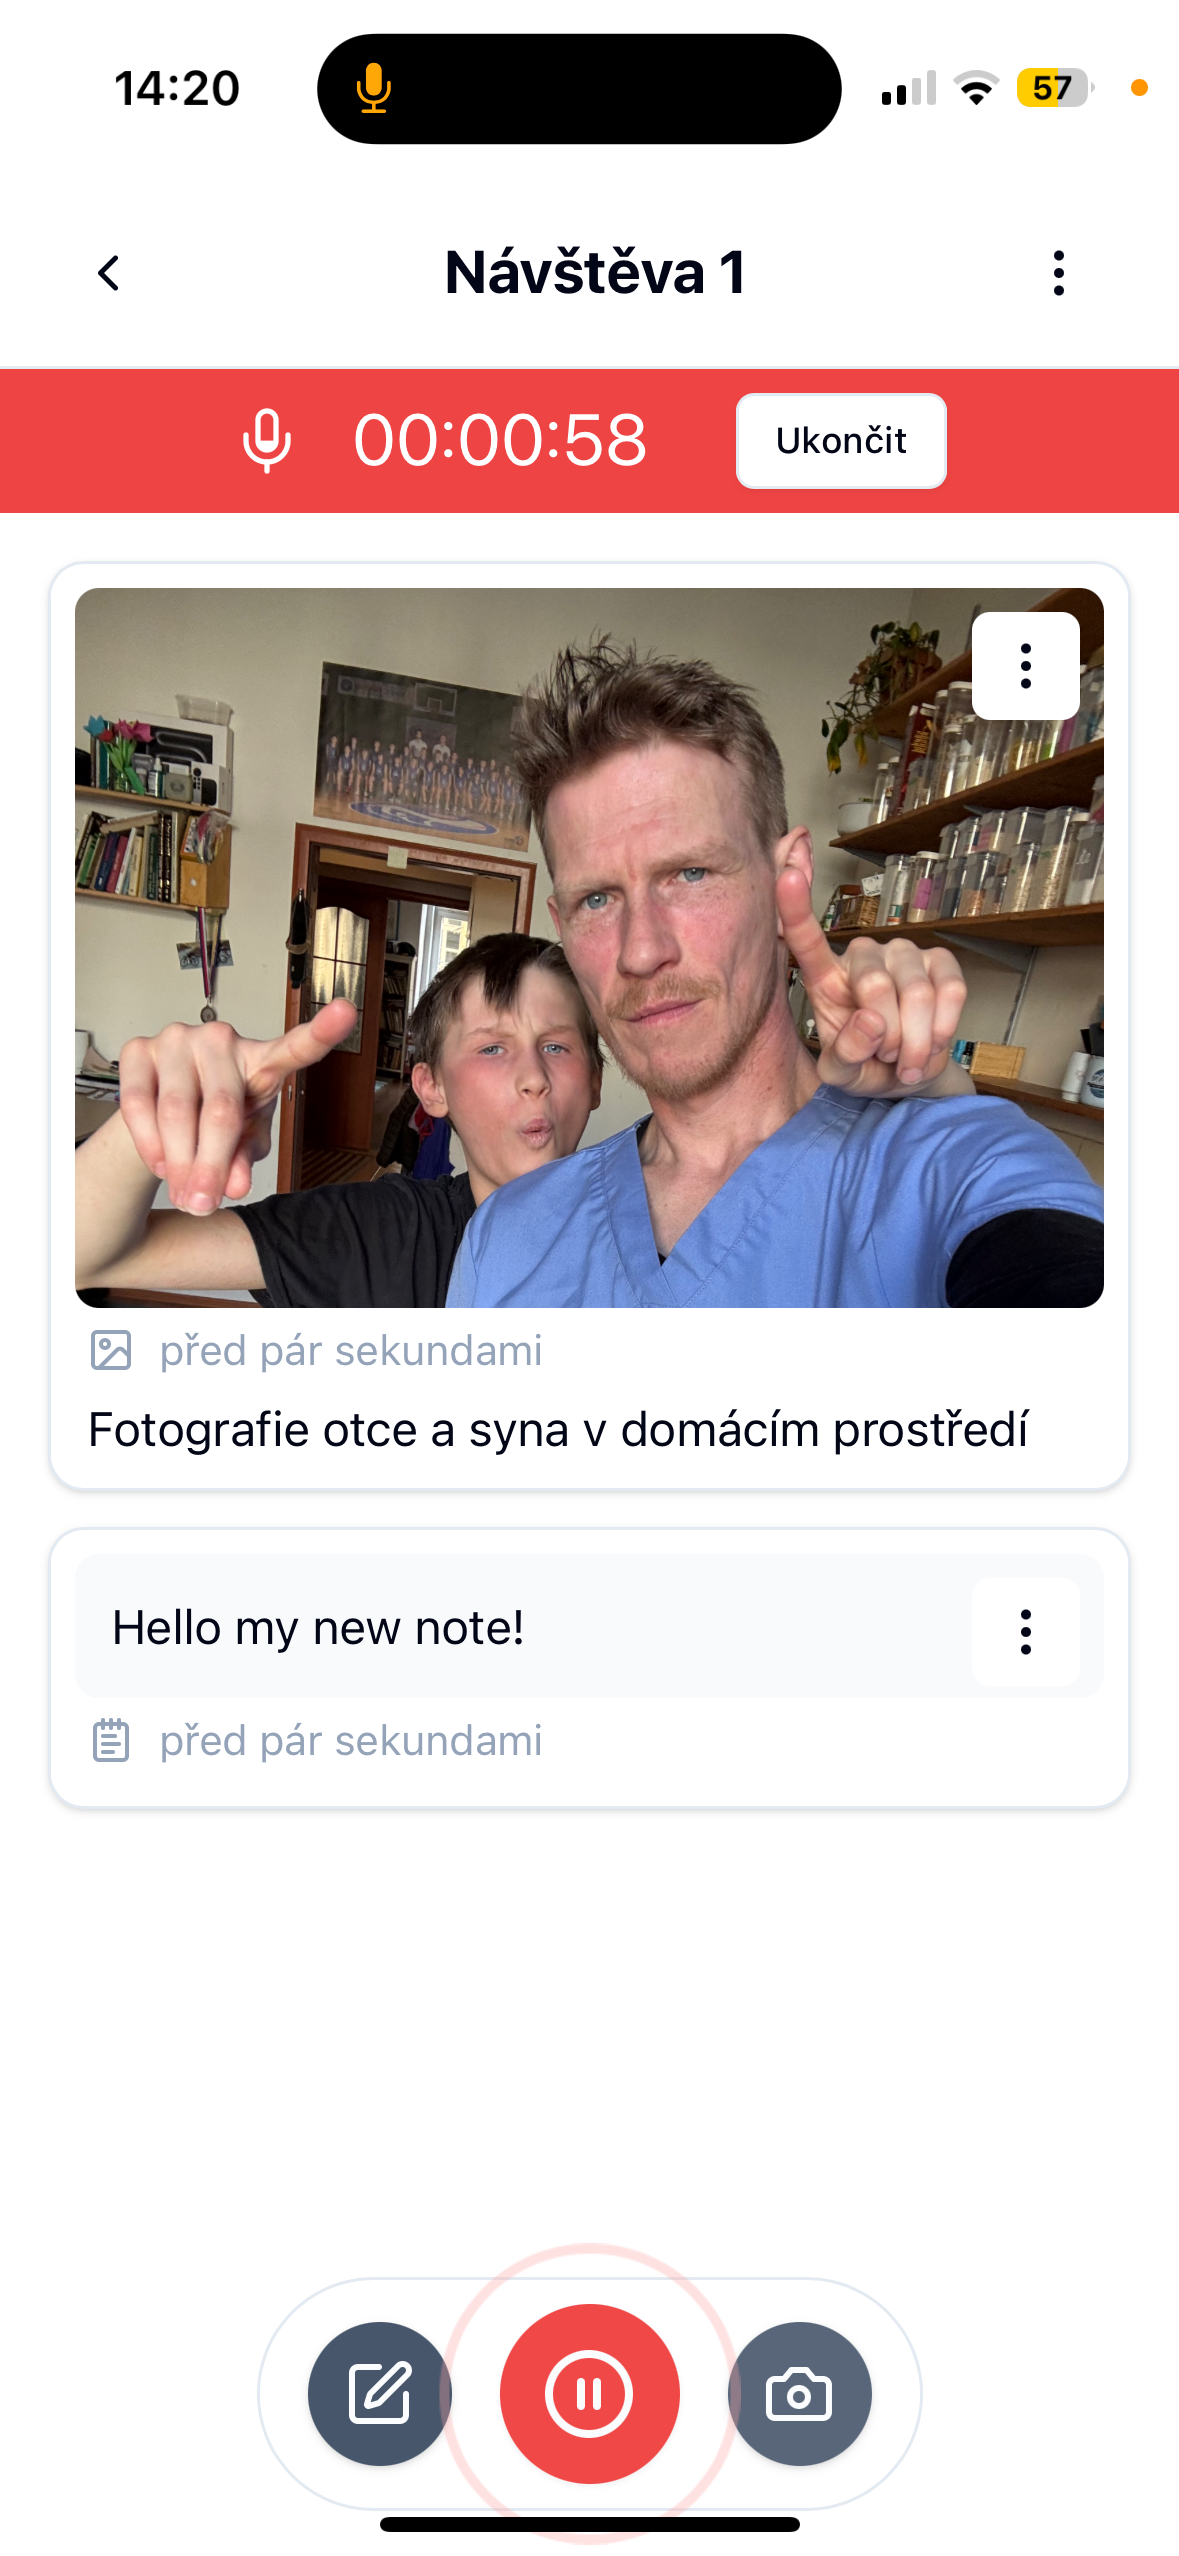 14:20
57
Návštěva 1
00:00:58
Ukončit
před pár sekundami
Fotografie otce a syna v domácím prostředí
Hello my new note!
před pár sekundami